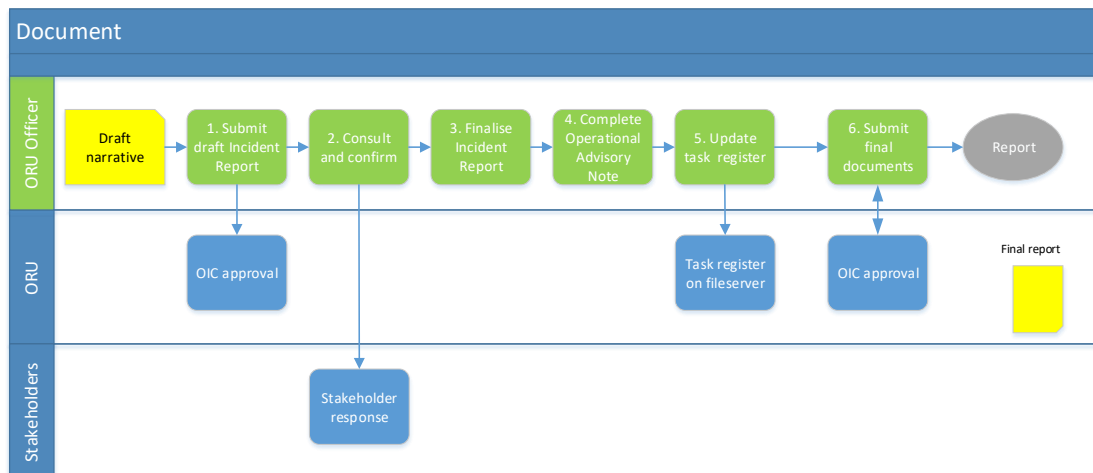 Document
ORU Officer
Draft
narrative
1. Submit
draft Incident
Report
2. Consult
and confirm
3. Finalise
Incident
Report
4. Complete
Operational
Advisory
Note
5. Update
task register
6. Submit
final
documents
Report
ORU
OIC approval
Task register
on fileserver
OIC approval
Final report
Stakeholders
Stakeholder
response